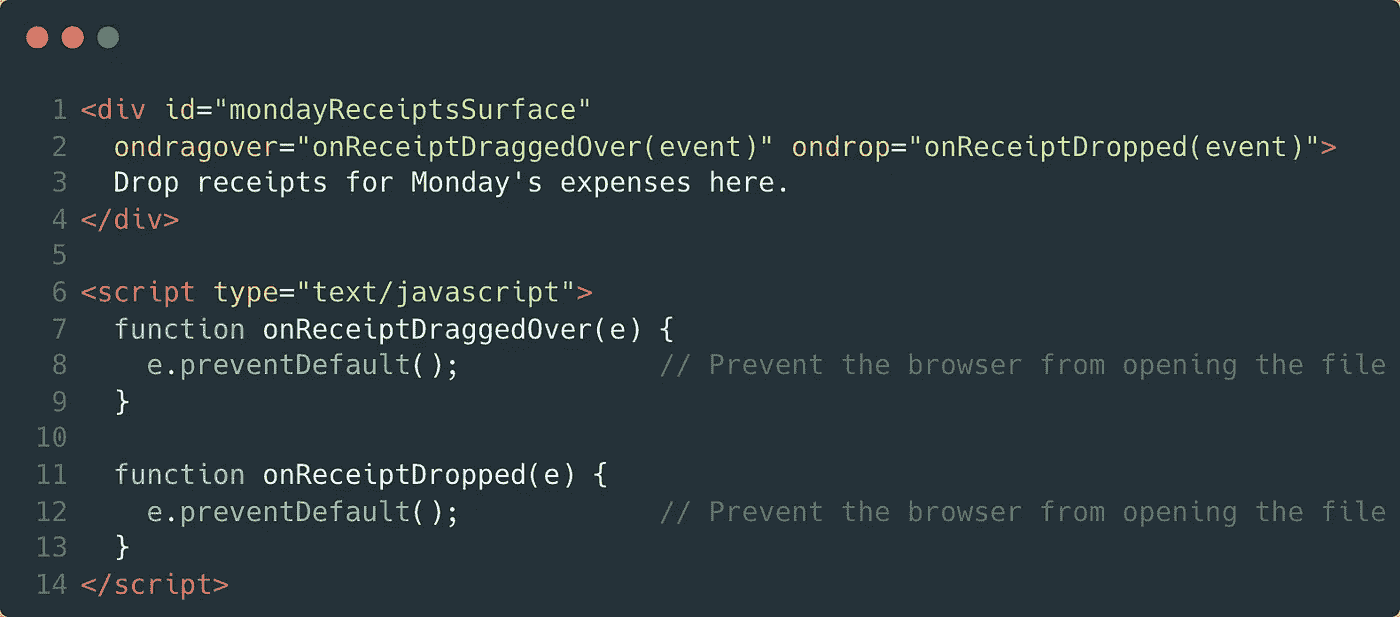 1 <div id="mondayReceiptsSurface"
2   ondragover="onReceiptDraggedOver(event)" ondrop="onReceiptDropped(event)">
3   Drop receipts for Monday's expenses here.
4 </div>
5
6 <script type="text/javascript">
7   function onReceiptDraggedOver(e) {
8     e.preventDefault();            // Prevent the browser from opening the file
9   }
10
11   function onReceiptDropped(e) {
12     e.preventDefault();            // Prevent the browser from opening the file
13   }
14 </script>